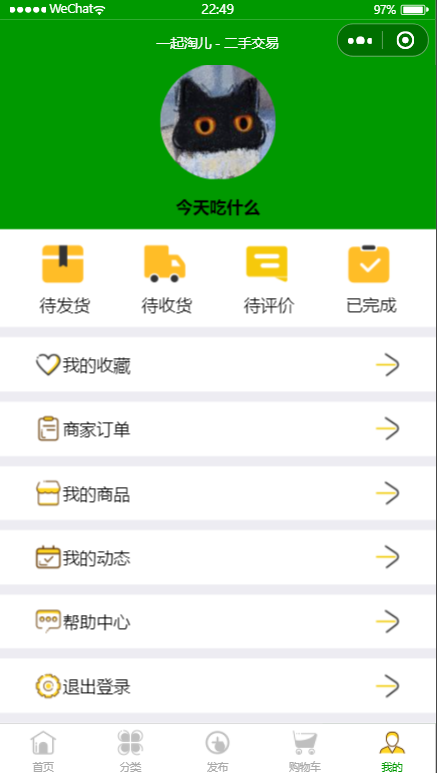 WeChat 22:49 97%
一起淘儿 - 二手交易
今天吃什么
待发货 待收货 待评价 已完成
我的收藏
商家订单
我的商品
我的动态
帮助中心
退出登录
首页 分类 发布 购物车 我的